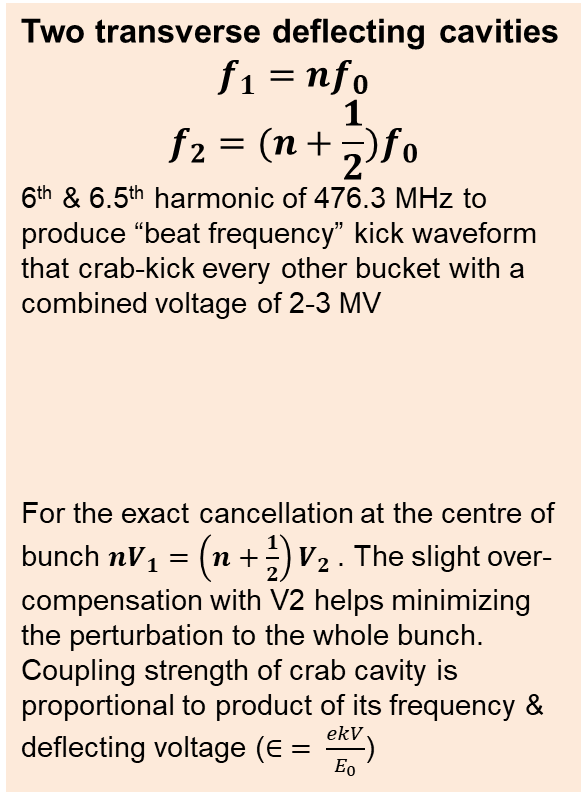 Two transverse deflecting cavities
f₁ = nf₀
f₂ = (n + 1/2)f₀
6th & 6.5th harmonic of 476.3 MHz to
produce “beat frequency” kick waveform
that crab-kick every other bucket with a
combined voltage of 2-3 MV
For the exact cancellation at the centre of
bunch nV₁ = (n + 1/2) V₂ . The slight over-
compensation with V2 helps minimizing
the perturbation to the whole bunch.
Coupling strength of crab cavity is
proportional to product of its frequency &
deflecting voltage (∈ = ekV/E₀)